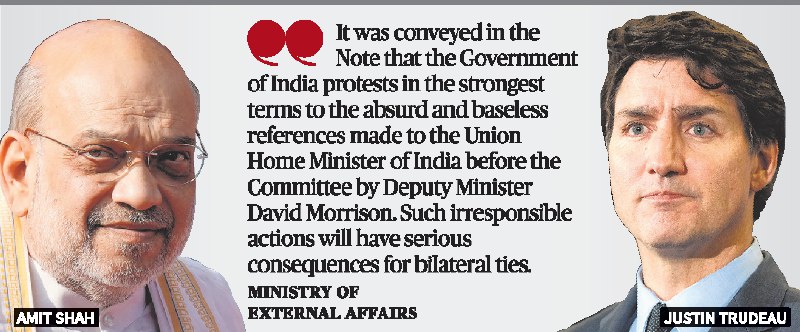 It was conveyed in the
Note that the Government
of India protests in the strongest
terms to the absurd and baseless
references made to the Union
Home Minister of India before the
Committee by Deputy Minister
David Morrison. Such irresponsible
actions will have serious
consequences for bilateral ties.
MINISTRY OF
EXTERNAL AFFAIRS
AMIT SHAH
JUSTIN TRUDEAU